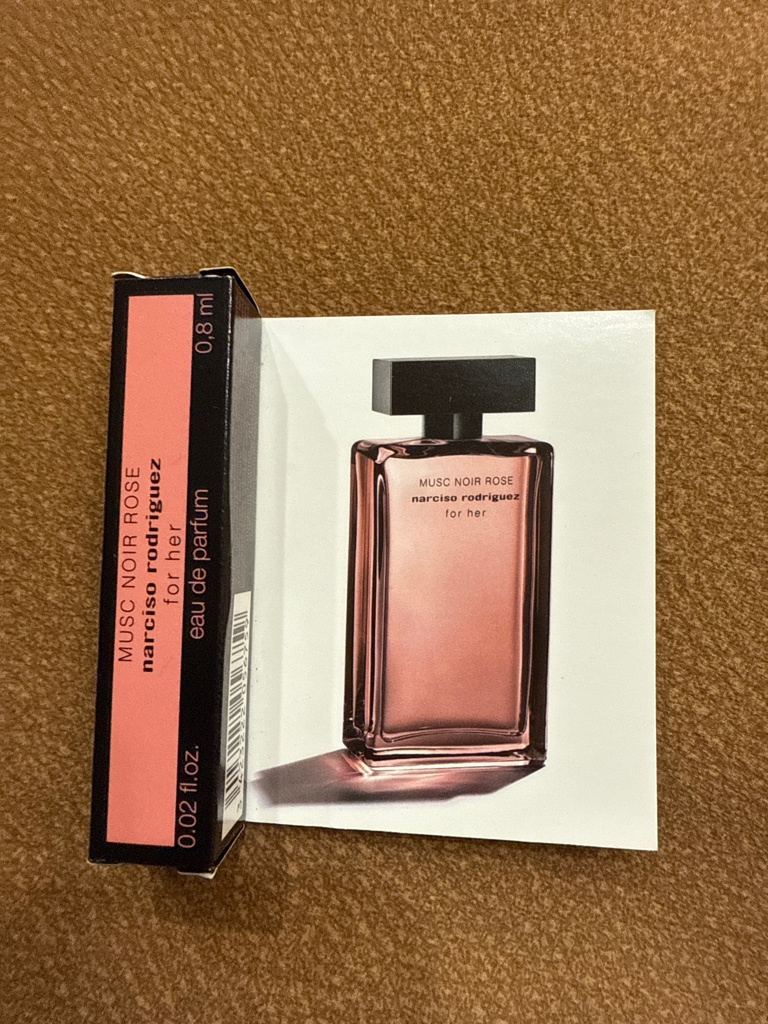 MUSC NOIR ROSE
narciso rodriguez
for her
0.02 fl.oz. eau de parfum 0,8 ml
MUSC NOIR ROSE
narciso rodriguez
for her